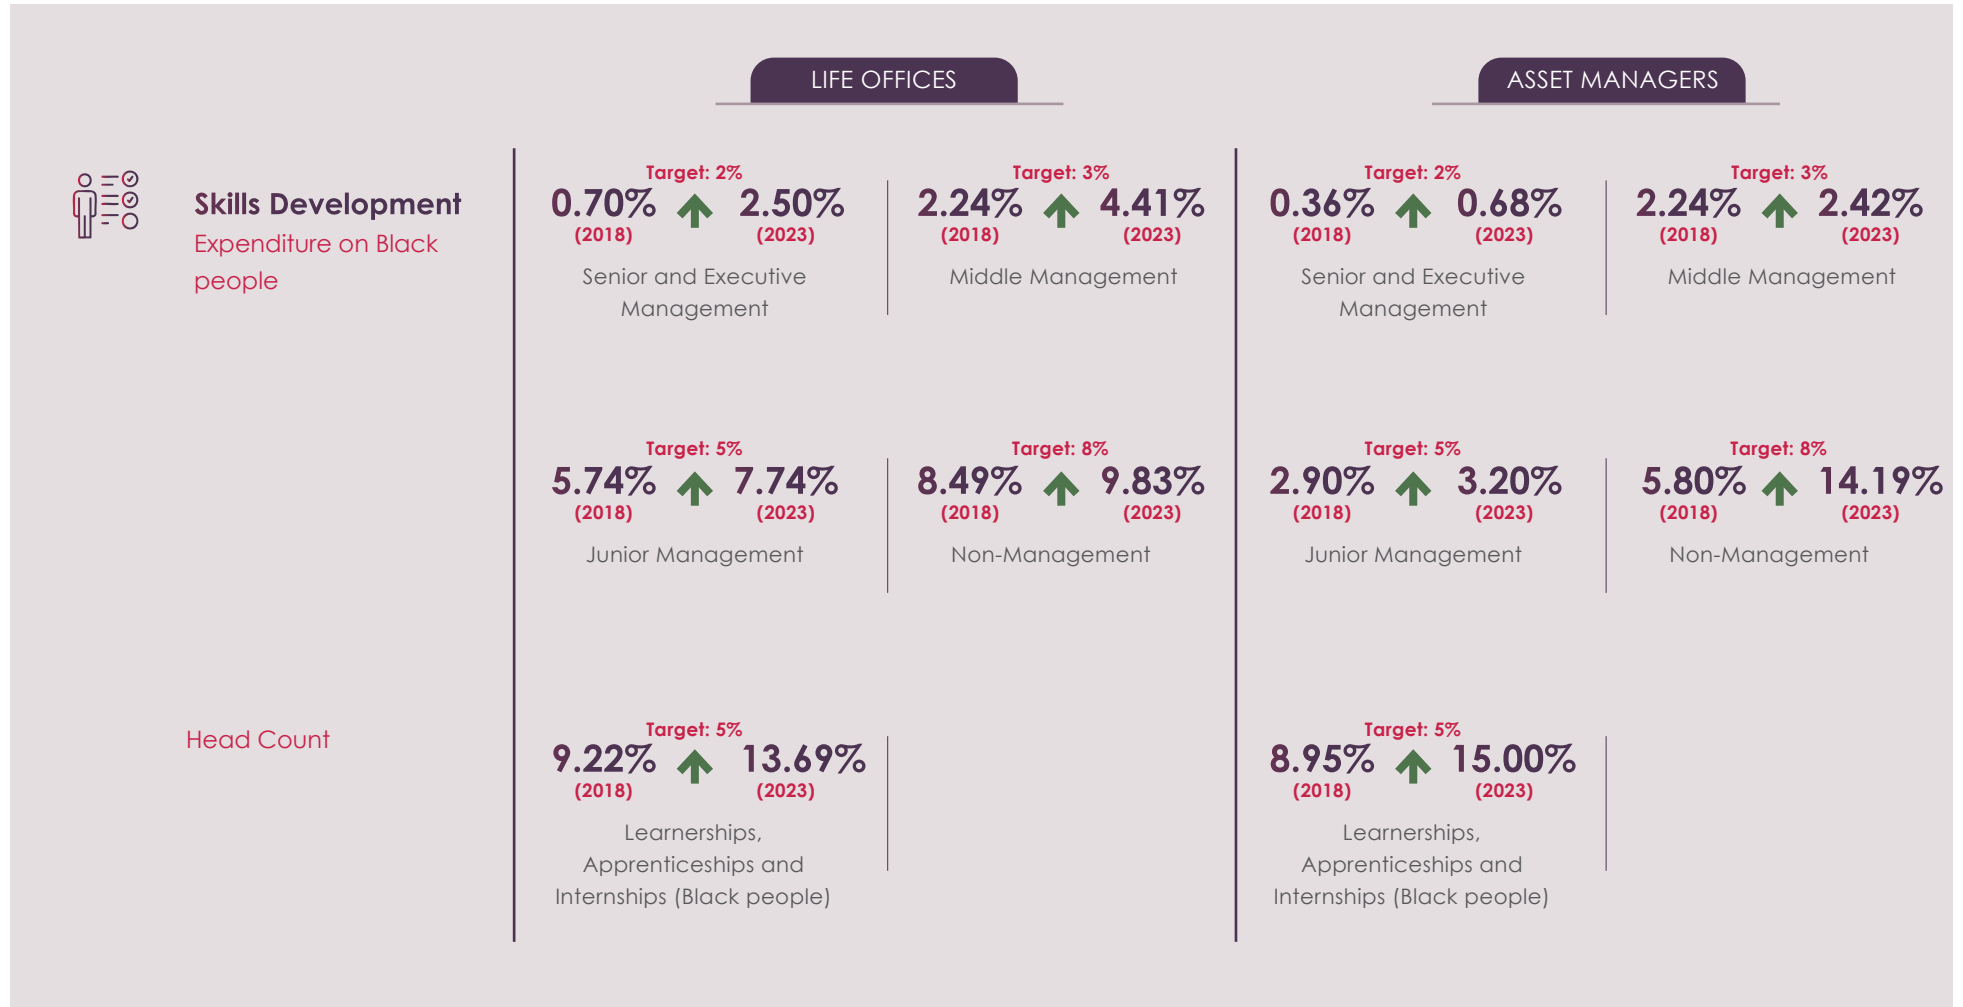 LIFE OFFICES
ASSET MANAGERS
Skills Development
Expenditure on Black
people
Target: 2%
0.70% 2.50%
(2018) (2023)
Senior and Executive
Management
Target: 3%
2.24% 4.41%
(2018) (2023)
Middle Management
Target: 2%
0.36% 0.68%
(2018) (2023)
Senior and Executive
Management
Target: 3%
2.24% 2.42%
(2018) (2023)
Middle Management
Target: 5%
5.74% 7.74%
(2018) (2023)
Junior Management
Target: 8%
8.49% 9.83%
(2018) (2023)
Non-Management
Target: 5%
2.90% 3.20%
(2018) (2023)
Junior Management
Target: 8%
5.80% 14.19%
(2018) (2023)
Non-Management
Head Count
Target: 5%
9.22% 13.69%
(2018) (2023)
Learnerships,
Apprenticeships and
Internships (Black people)
Target: 5%
8.95% 15.00%
(2018) (2023)
Learnerships,
Apprenticeships and
Internships (Black people)